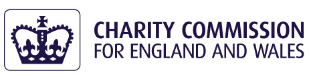 CHARITY COMMISSION
FOR ENGLAND AND WALES